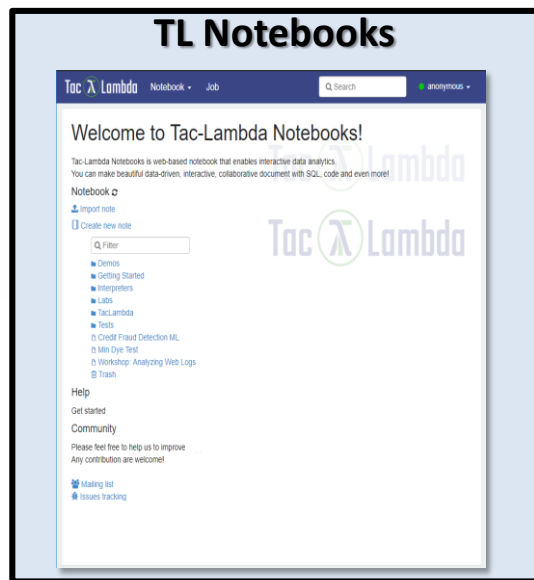 TL Notebooks
Tac λ Lambda Notebook Job Search anonymous
Welcome to Tac-Lambda Notebooks!
Tac-Lambda Notebooks is web-based notebook that enables interactive data analytics.
You can make beautiful data-driven, interactive, collaborative document with SQL, code and even more!
Tac λ Lambda
Notebook
Import note
Create new note
Tac λ Lambda
Filter
Demos
Getting Started
Interpreters
Labs
TacLambda
Tests
Credit Fraud Detection ML
Min Dye Test
Workshop: Analyzing Web Logs
Trash
Help
Get started
Community
Please feel free to help us to improve
Any contribution are welcome!
Mailing list
Issues tracking